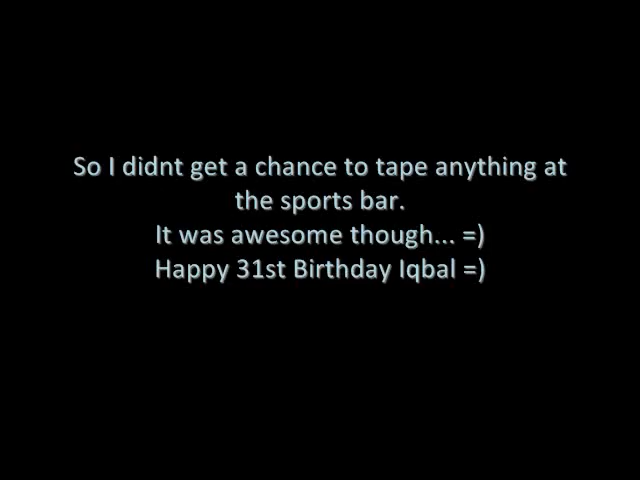 So I didnt get a chance to tape anything at
the sports bar.
It was awesome though... =)
Happy 31st Birthday Iqbal =)